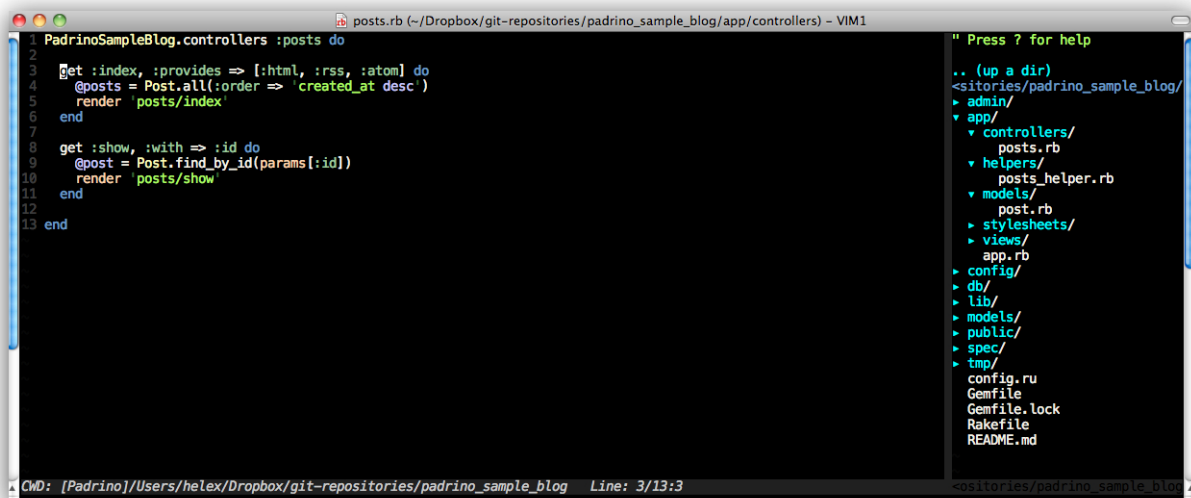 posts.rb (~/Dropbox/git-repositories/padrino_sample_blog/app/controllers) - VIM1
1 PadrinoSampleBlog.controllers :posts do
2
3   get :index, :provides => [:html, :rss, :atom] do
4     @posts = Post.all(:order => 'created_at desc')
5     render 'posts/index'
6   end
7
8   get :show, :with => :id do
9     @post = Post.find_by_id(params[:id])
10     render 'posts/show'
11   end
12
13 end
CWD: [Padrino]/Users/helex/Dropbox/git-repositories/padrino_sample_blog   Line: 3/13:3
" Press ? for help
.. (up a dir)
<sitories/padrino_sample_blog/
▸ admin/
▾ app/
▾ controllers/
posts.rb
▾ helpers/
posts_helper.rb
▾ models/
post.rb
▸ stylesheets/
▸ views/
app.rb
▸ config/
▸ db/
▸ lib/
▸ models/
▸ public/
▸ spec/
▸ tmp/
config.ru
Gemfile
Gemfile.lock
Rakefile
README.md
<ositories/padrino_sample_blog